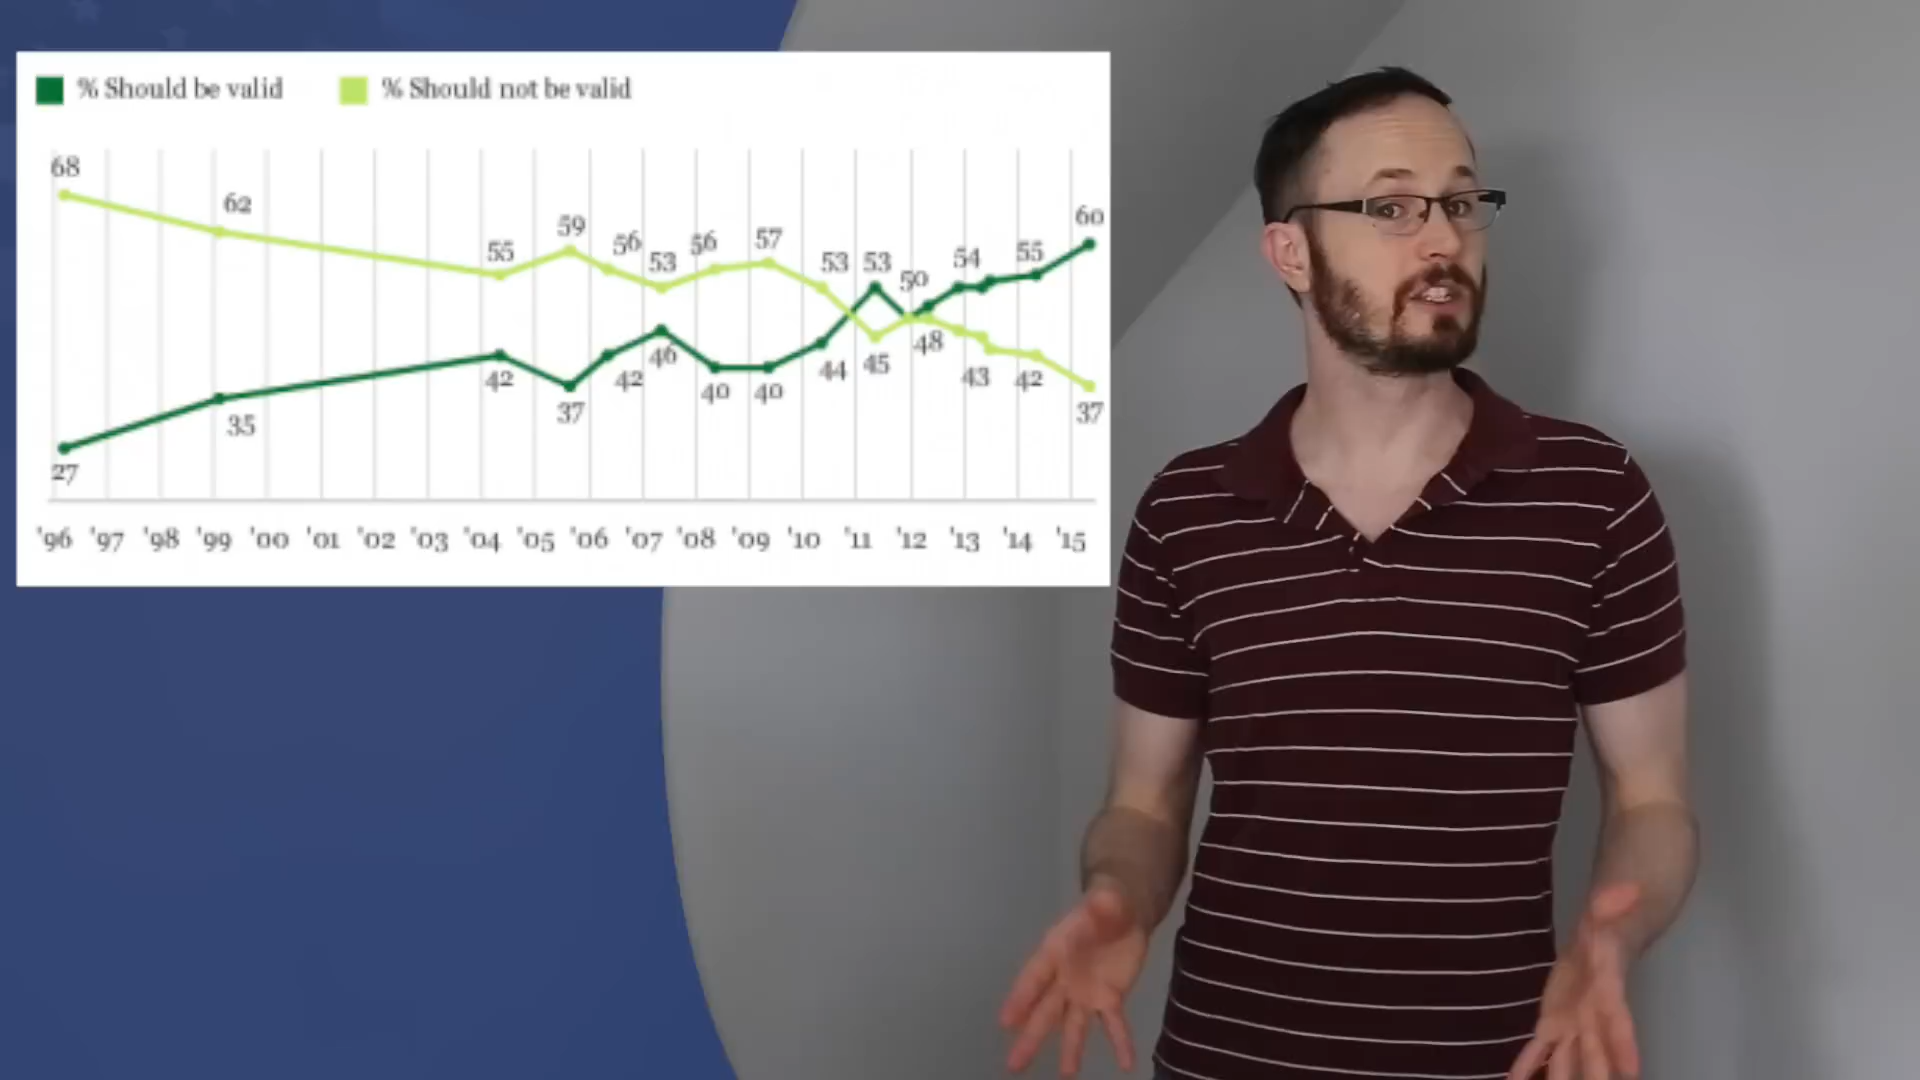 % Should be valid % Should not be valid
68 62 55 59 56 53 56 57 53 53 50 54 55 60
27 35 42 37 42 46 40 40 44 45 48 43 42 37
'96 '97 '98 '99 '00 '01 '02 '03 '04 '05 '06 '07 '08 '09 '10 '11 '12 '13 '14 '15